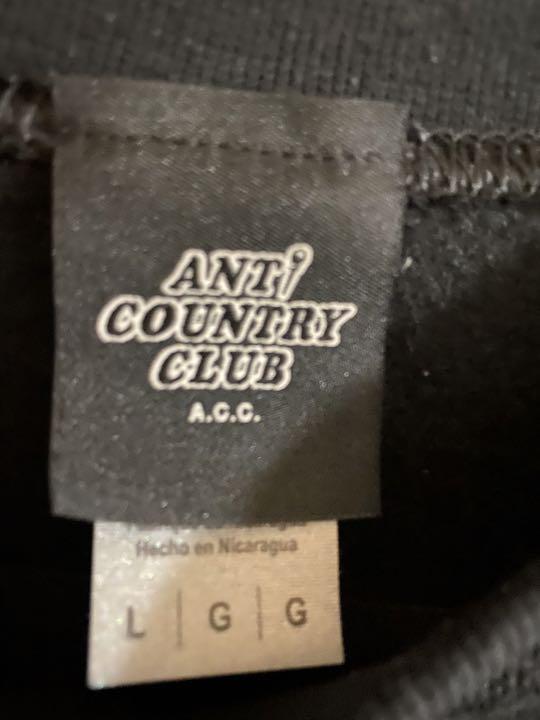 ANTi
COUNTRY
CLUB
A.C.C.
Hecho en Nicaragua
L | G | G